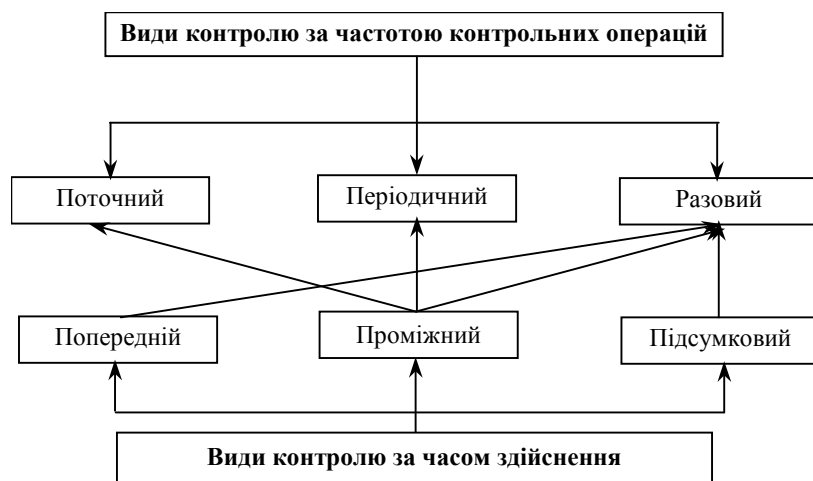 Види контролю за частотою контрольних операцій
Поточний
Періодичний
Разовий
Попередній
Проміжний
Підсумковий
Види контролю за часом здійснення